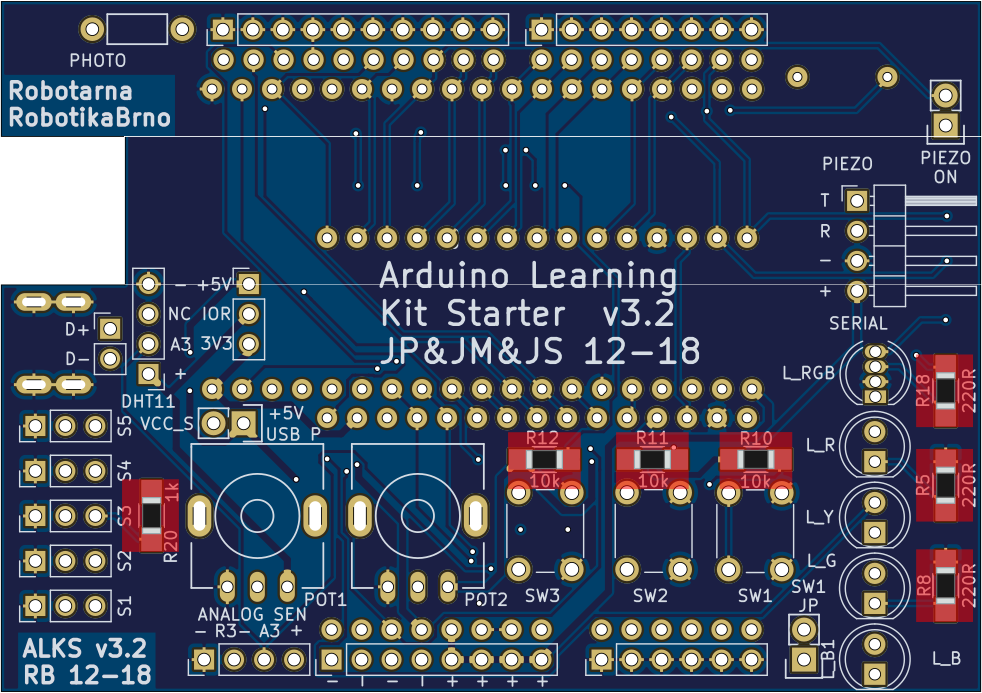 PHOTO
Robotarna
RobotikaBrno
PIEZO
PIEZO
ON
T
R
-
+
SERIAL
- +5V
NC IOR
A3 3V3
+
D+
D-
DHT11
Arduino Learning
Kit Starter v3.2
JP&JM&JS 12-18
VCC_S
+5V
USB P
L_RGB
R18
220R
L_R
R5
220R
L_Y
L_G
R8
220R
L_B
R12
10k
R11
10k
R10
10k
S5
S4
S3
S2
S1
1k
R20
POT1
POT2
SW3
SW2
SW1
SW1
JP
ANALOG SEN
- R3- A3 +
- | - | + + + +
ALKS v3.2
RB 12-18